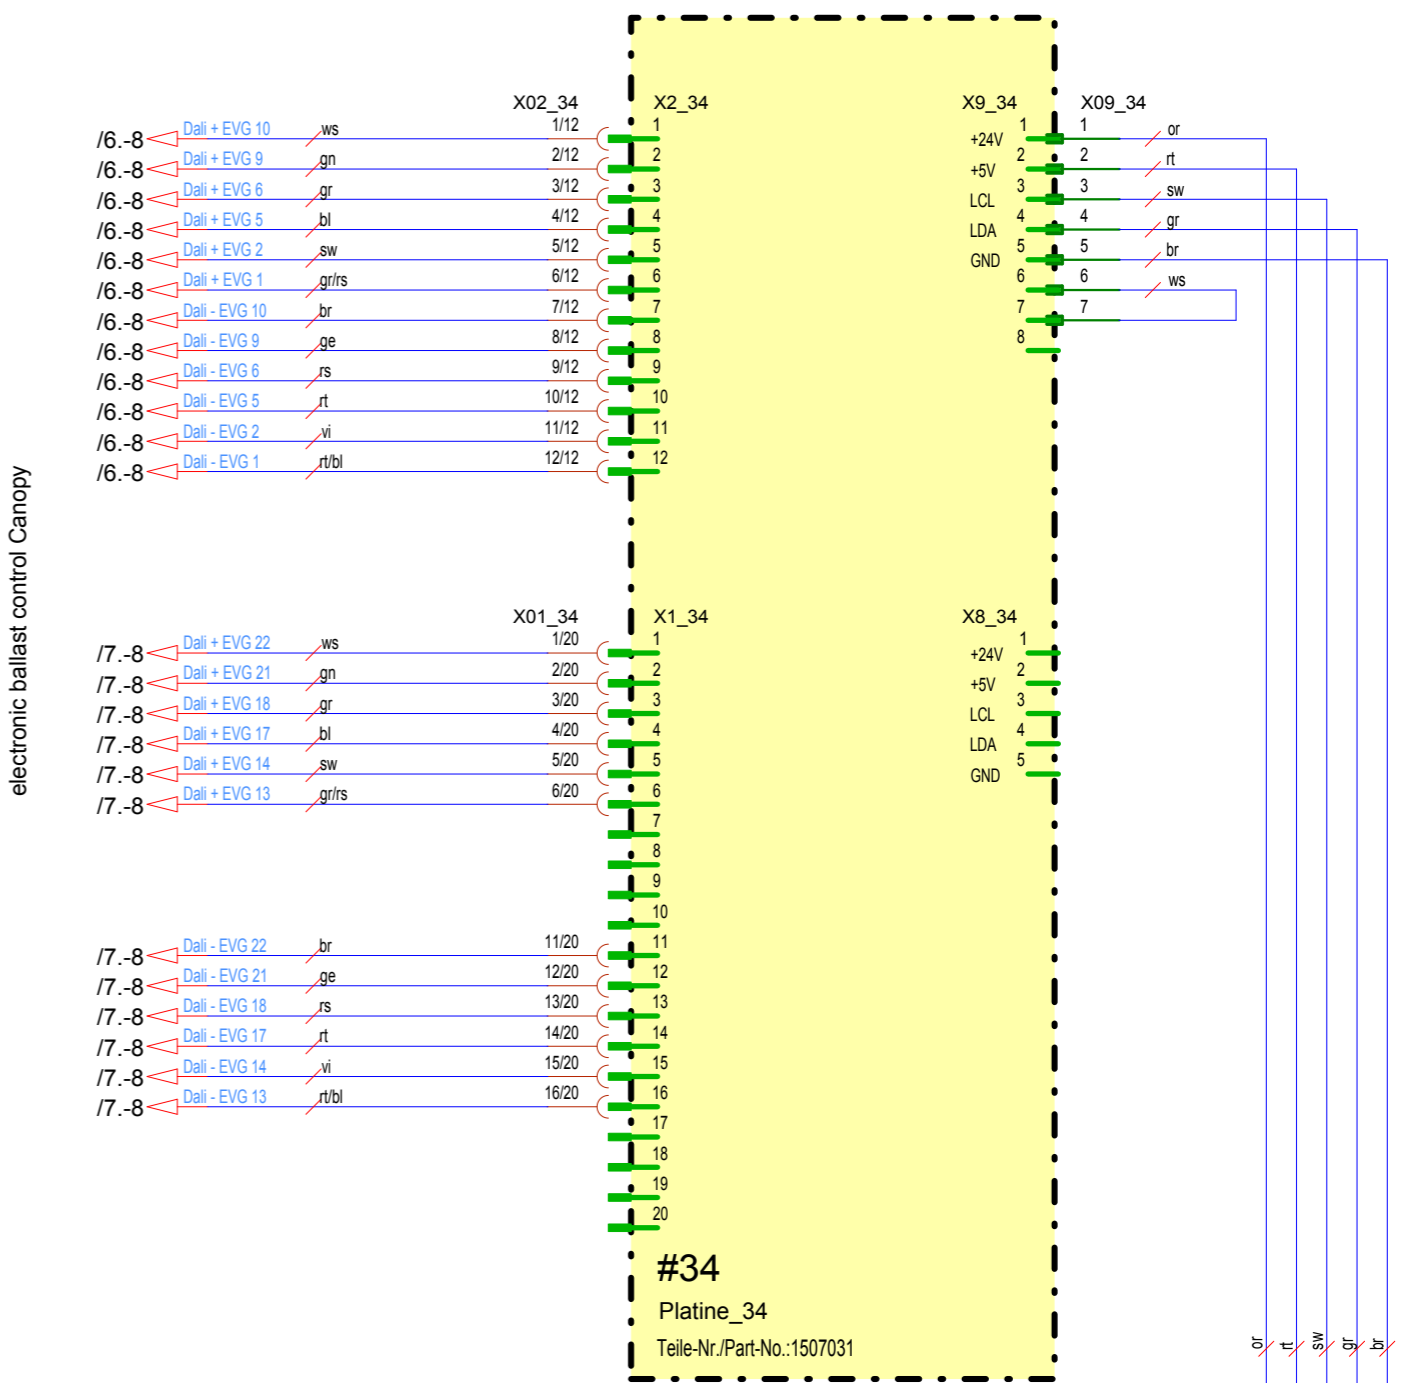 X02_34 X2_34 X9_34 X09_34
/6.-8 Dali + EVG 10 ws 1/12 1 +24V 1 1 or
/6.-8 Dali + EVG 9 gn 2/12 2 +5V 2 2 rt
/6.-8 Dali + EVG 6 gr 3/12 3 LCL 3 3 sw
/6.-8 Dali + EVG 5 bl 4/12 4 LDA 4 4 gr
/6.-8 Dali + EVG 2 sw 5/12 5 GND 5 5 br
/6.-8 Dali + EVG 1 gr/rs 6/12 6 6 6 ws
/6.-8 Dali - EVG 10 br 7/12 7 7 7
/6.-8 Dali - EVG 9 ge 8/12 8 8
/6.-8 Dali - EVG 6 rs 9/12 9
/6.-8 Dali - EVG 5 rt 10/12 10
/6.-8 Dali - EVG 2 vi 11/12 11
/6.-8 Dali - EVG 1 rt/bl 12/12 12
electronic ballast control Canopy
X01_34 X1_34 X8_34
/7.-8 Dali + EVG 22 ws 1/20 1 +24V 1
/7.-8 Dali + EVG 21 gn 2/20 2 +5V 2
/7.-8 Dali + EVG 18 gr 3/20 3 LCL 3
/7.-8 Dali + EVG 17 bl 4/20 4 LDA 4
/7.-8 Dali + EVG 14 sw 5/20 5 GND 5
/7.-8 Dali + EVG 13 gr/rs 6/20 6
7
8
9
10
/7.-8 Dali - EVG 22 br 11/20 11
/7.-8 Dali - EVG 21 ge 12/20 12
/7.-8 Dali - EVG 18 rs 13/20 13
/7.-8 Dali - EVG 17 rt 14/20 14
/7.-8 Dali - EVG 14 vi 15/20 15
/7.-8 Dali - EVG 13 rt/bl 16/20 16
17
18
19
20
#34
Platine_34
Teile-Nr./Part-No.:1507031
or rt sw gr br